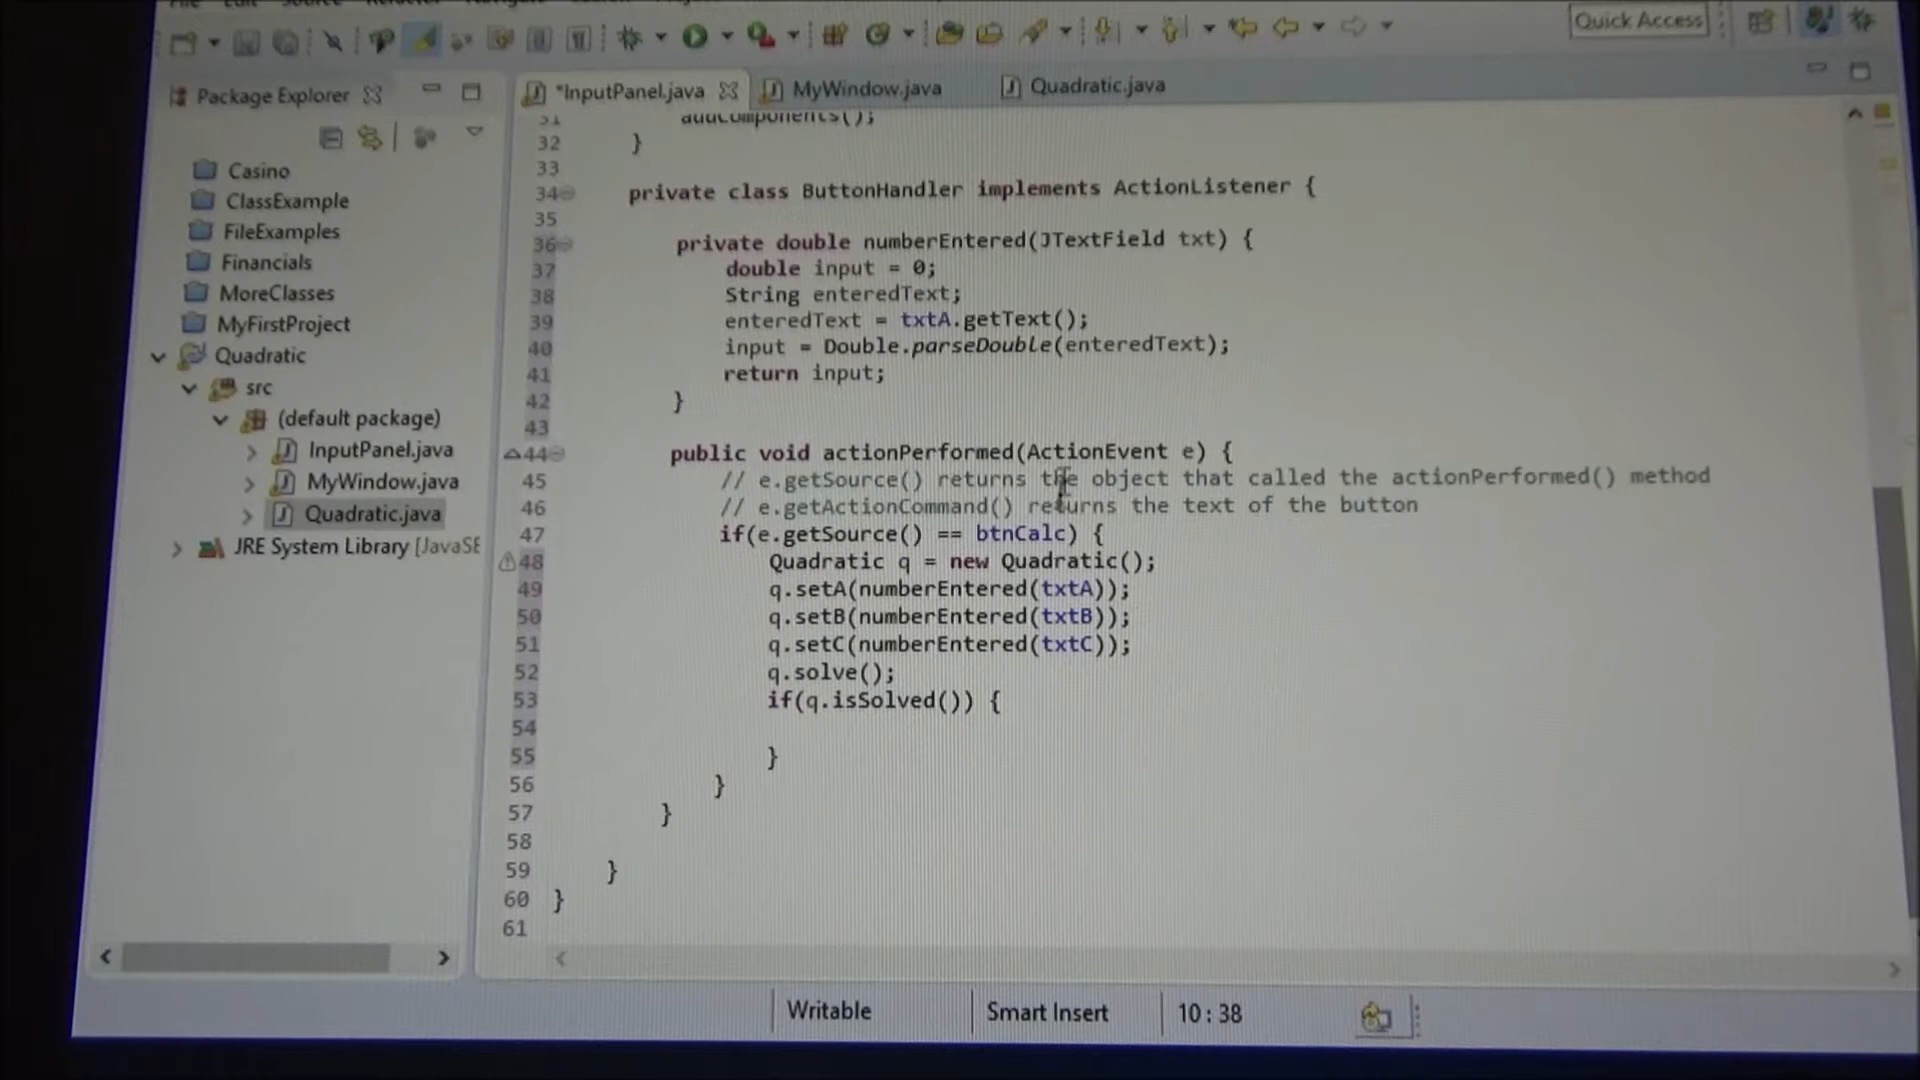 Quick Access
Package Explorer
*InputPanel.java
MyWindow.java
Quadratic.java
Casino
ClassExample
FileExamples
Financials
MoreClasses
MyFirstProject
Quadratic
src
(default package)
InputPanel.java
MyWindow.java
Quadratic.java
JRE System Library [JavaSE
31 addComponents();
32 }
33
34 private class ButtonHandler implements ActionListener {
35
36 private double numberEntered(JTextField txt) {
37 double input = 0;
38 String enteredText;
39 enteredText = txtA.getText();
40 input = Double.parseDouble(enteredText);
41 return input;
42 }
43
44 public void actionPerformed(ActionEvent e) {
45 // e.getSource() returns the object that called the actionPerformed() method
46 // e.getActionCommand() returns the text of the button
47 if(e.getSource() == btnCalc) {
48 Quadratic q = new Quadratic();
49 q.setA(numberEntered(txtA));
50 q.setB(numberEntered(txtB));
51 q.setC(numberEntered(txtC));
52 q.solve();
53 if(q.isSolved()) {
54
55 }
56 }
57 }
58
59 }
60 }
61
Writable
Smart Insert
10 : 38